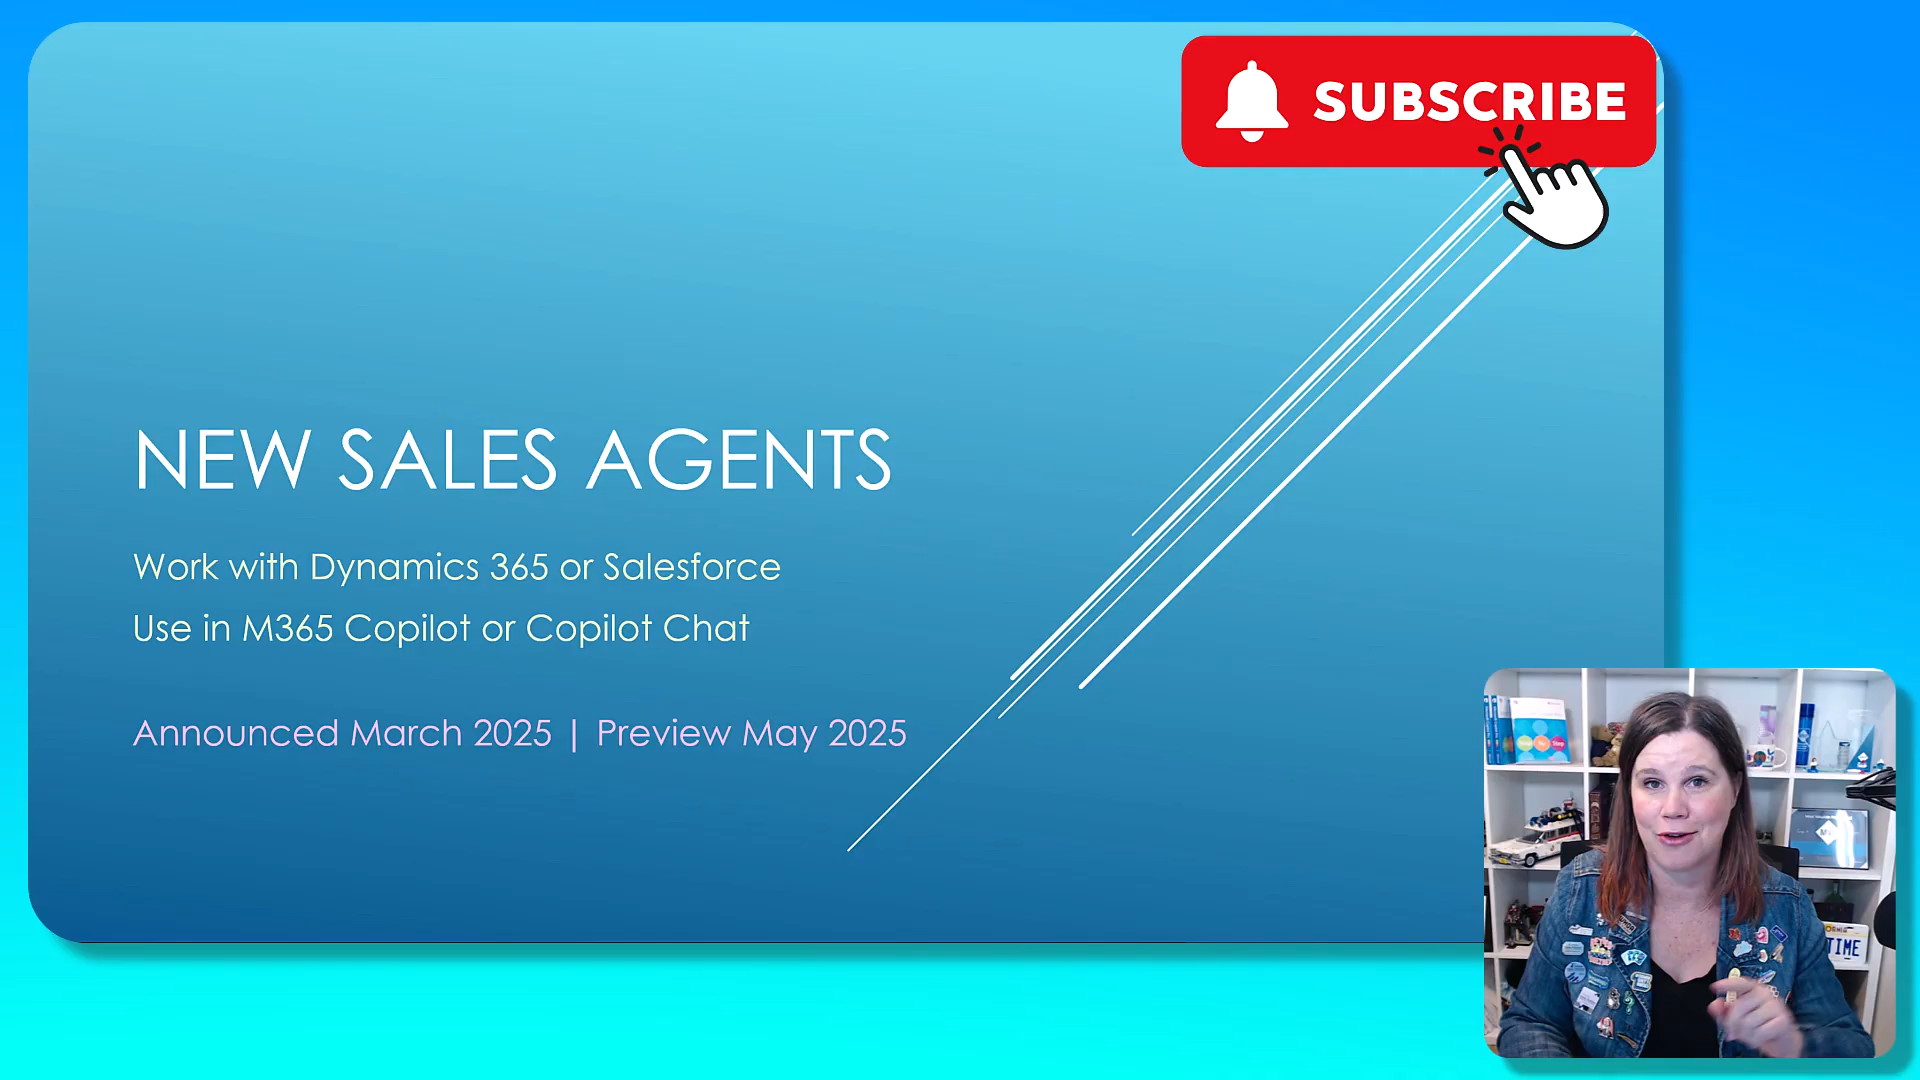 SUBSCRIBE
NEW SALES AGENTS
Work with Dynamics 365 or Salesforce
Use in M365 Copilot or Copilot Chat
Announced March 2025 | Preview May 2025
TIME